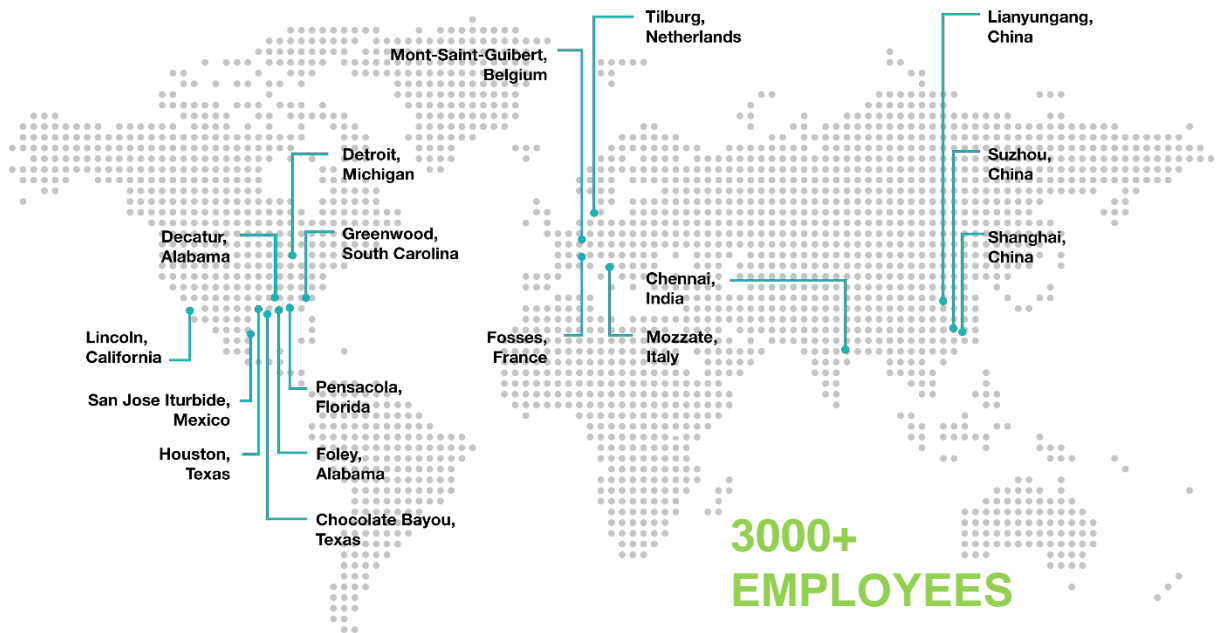 Tilburg,
Netherlands
Lianyungang,
China
Mont-Saint-Guibert,
Belgium
Detroit,
Michigan
Suzhou,
China
Decatur,
Alabama
Greenwood,
South Carolina
Shanghai,
China
Chennai,
India
Lincoln,
California
Fosses,
France
Mozzate,
Italy
San Jose Iturbide,
Mexico
Pensacola,
Florida
Houston,
Texas
Foley,
Alabama
Chocolate Bayou,
Texas
3000+
EMPLOYEES